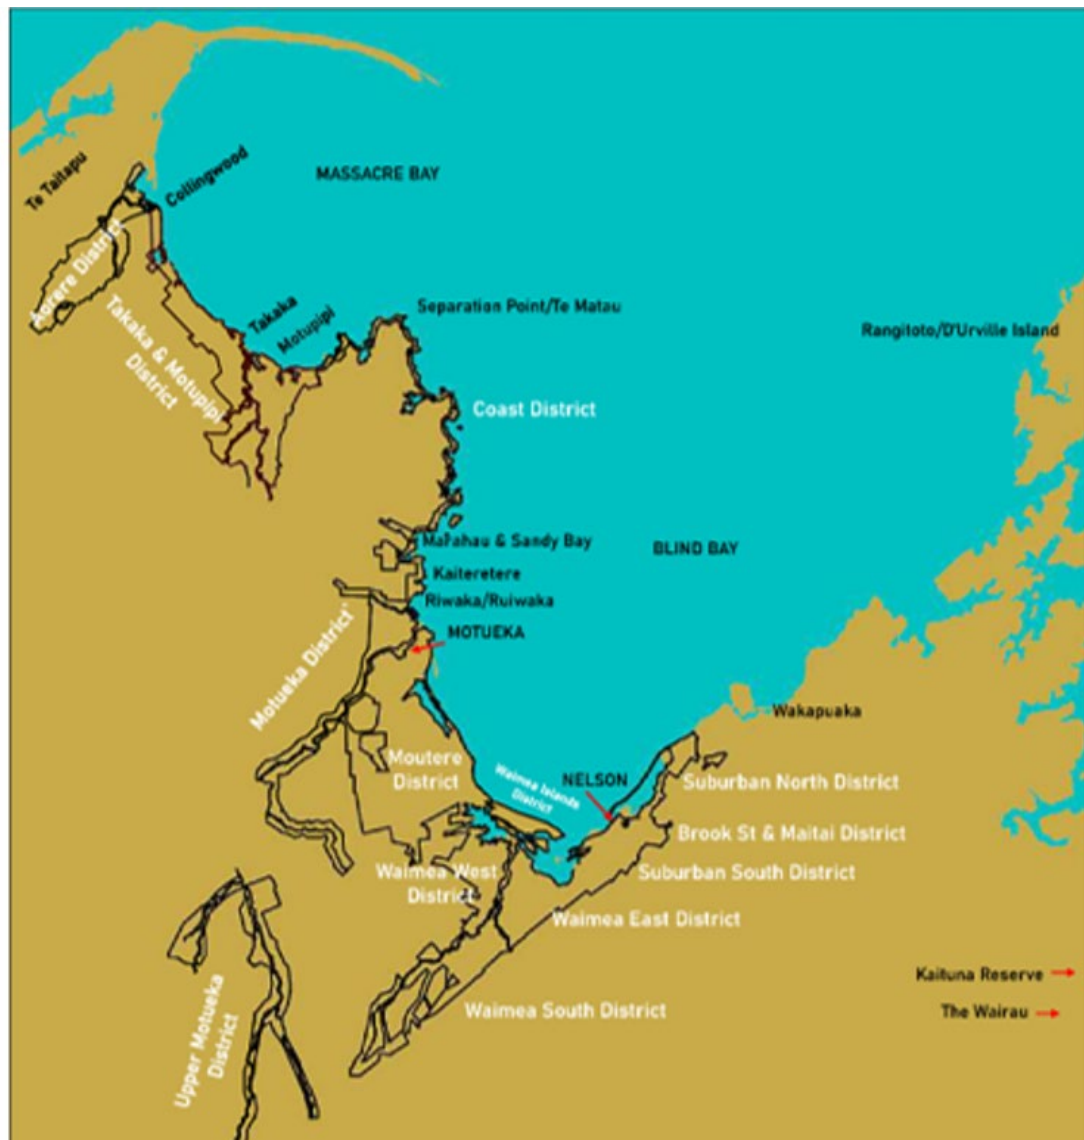 MASSACRE BAY
Te Taitapu
Collingwood
Aorere District
Takaka & Motupipi
District
Takaka
Motupipi
Separation Point/Te Matau
Rangitoto/D'Urville Island
Coast District
Marahau & Sandy Bay
BLIND BAY
Kaiteretere
Riwaka/Ruiwaka
MOTUEKA
Motueka District
Wakapuaka
Moutere
District
Waimea Islands
District
NELSON
Suburban North District
Brook St & Maitai District
Waimea West
District
Suburban South District
Waimea East District
Kaituna Reserve
Waimea South District
The Wairau
Upper Motueka
District